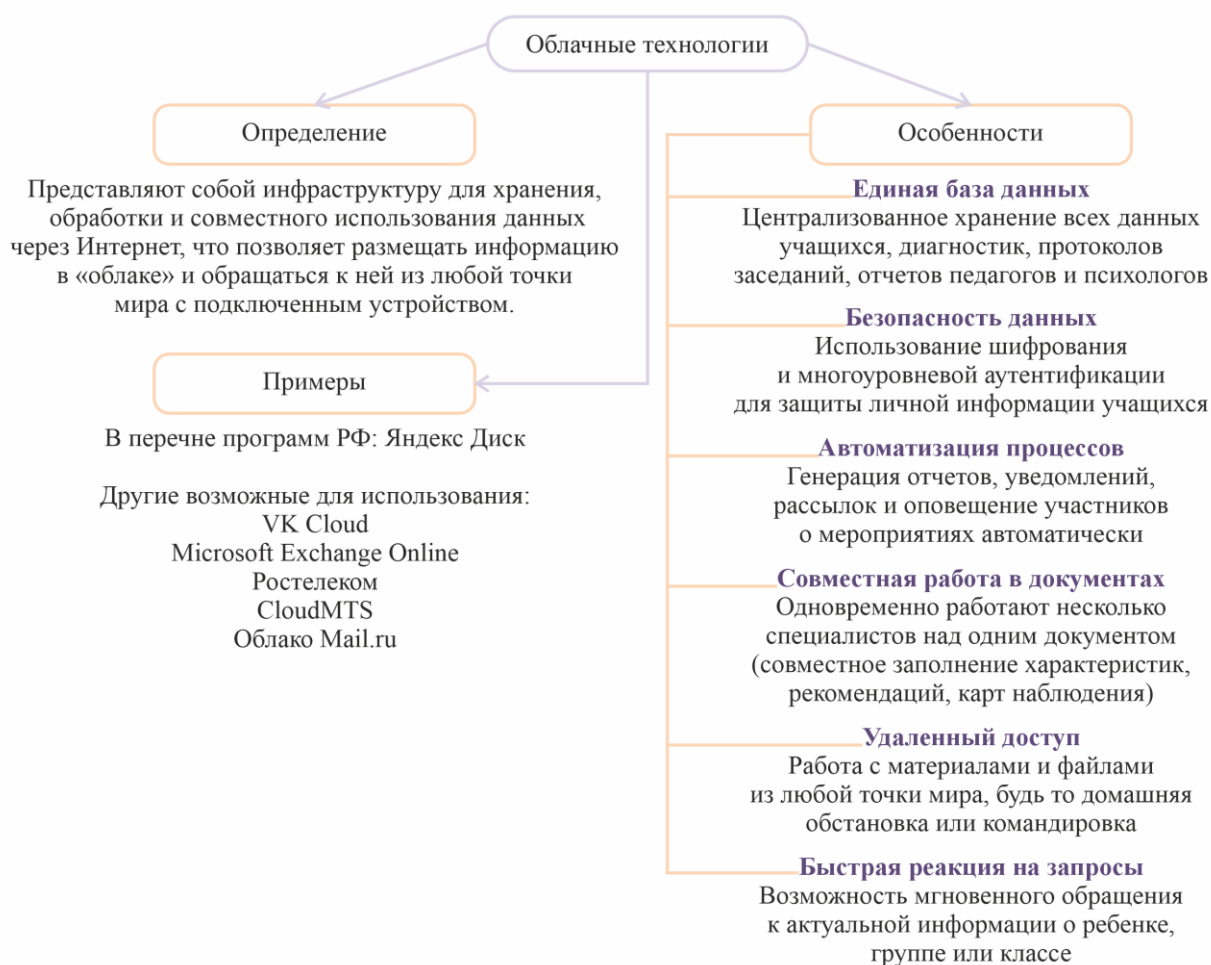 Облачные технологии
Определение
Представляют собой инфраструктуру для хранения,
обработки и совместного использования данных
через Интернет, что позволяет размещать информацию
в «облаке» и обращаться к ней из любой точки
мира с подключенным устройством.
Примеры
В перечне программ РФ: Яндекс Диск
Другие возможные для использования:
VK Cloud
Microsoft Exchange Online
Ростелеком
CloudMTS
Облако Mail.ru
Особенности
Единая база данных
Централизованное хранение всех данных
учащихся, диагностик, протоколов
заседаний, отчетов педагогов и психологов
Безопасность данных
Использование шифрования
и многоуровневой аутентификации
для защиты личной информации учащихся
Автоматизация процессов
Генерация отчетов, уведомлений,
рассылок и оповещение участников
о мероприятиях автоматически
Совместная работа в документах
Одновременно работают несколько
специалистов над одним документом
(совместное заполнение характеристик,
рекомендаций, карт наблюдения)
Удаленный доступ
Работа с материалами и файлами
из любой точки мира, будь то домашняя
обстановка или командировка
Быстрая реакция на запросы
Возможность мгновенного обращения
к актуальной информации о ребенке,
группе или классе